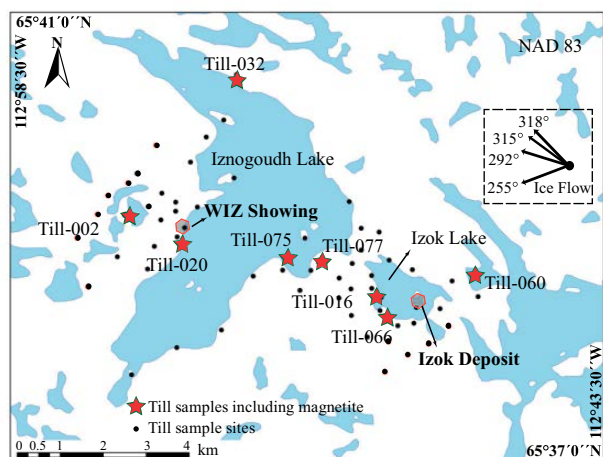 65°41´0´´N
112°58´30´´W
N
NAD 83
Till-032
318°
315°
292°
255°
Ice Flow
Iznogoudh Lake
WIZ Showing
Till-002
Till-020
Till-075
Till-077
Izok Lake
Till-060
Till-016
Till-066
Izok Deposit
Till samples including magnetite
Till sample sites
0 0.5 1 2 3 4
km
112°43´30´´W
65°37´0´´N